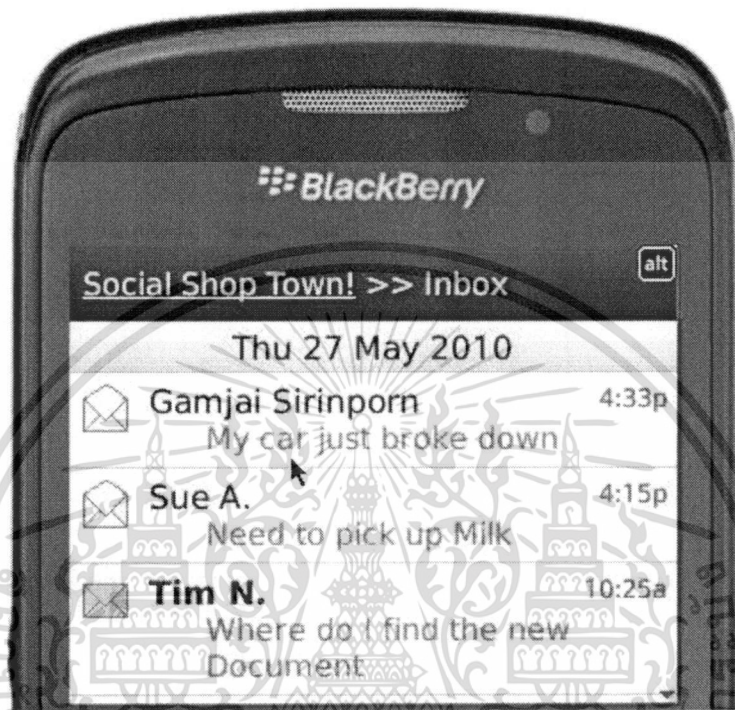 BlackBerry
alt
Social Shop Town! >> Inbox
Thu 27 May 2010
Gamjai Sirinporn 4:33p
My car just broke down
Sue A. 4:15p
Need to pick up Milk
Tim N. 10:25a
Where do I find the new
Document